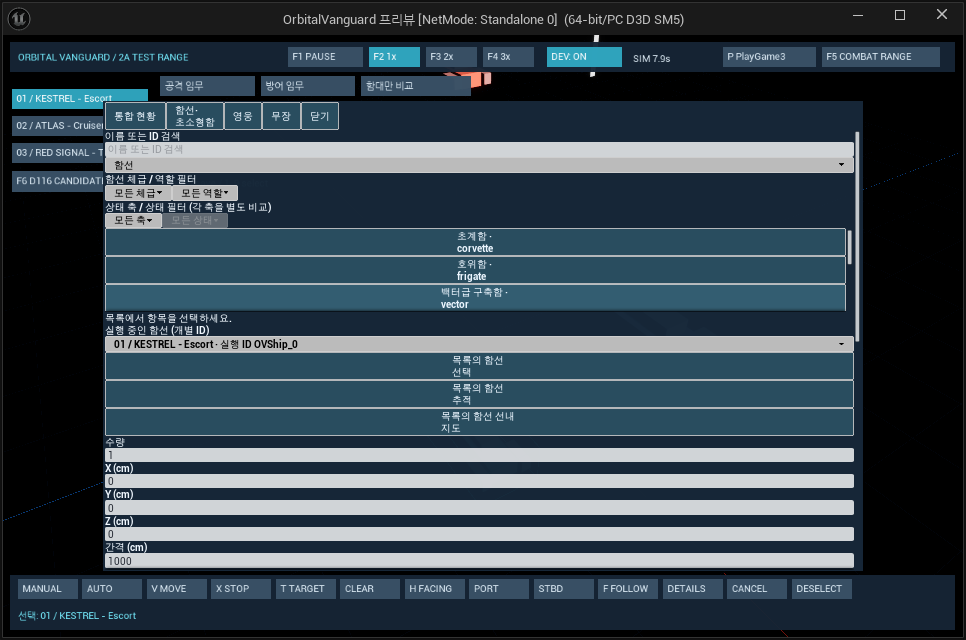 OrbitalVanguard 프리뷰 [NetMode: Standalone 0] (64-bit/PC D3D SM5)
ORBITAL VANGUARD / 2A TEST RANGE
F1 PAUSE
F2 1x
F3 2x
F4 3x
DEV: ON
SIM 7.9s
P PlayGame3
F5 COMBAT RANGE
공격 임무
방어 임무
함대만 비교
01 / KESTREL - Escort
02 / ATLAS - Cruiser
03 / RED SIGNAL - T
F6 D116 CANDIDAT
통합 현황
함선·
초소형함
영웅
무장
닫기
이름 또는 ID 검색
이름 또는 ID 검색
함선
함선 체급 / 역할 필터
모든 체급
모든 역할
상태 축 / 상태 필터 (각 축을 별도 비교)
모든 축
모든 상태
초계함 ·
corvette
호위함 ·
frigate
벡터급 구축함 ·
vector
목록에서 항목을 선택하세요.
실행 중인 함선 (개별 ID)
01 / KESTREL - Escort · 실행 ID OVShip_0
목록의 함선
선택
목록의 함선
추적
목록의 함선 선내
지도
수량
1
X (cm)
0
Y (cm)
0
Z (cm)
0
간격 (cm)
1000
MANUAL
AUTO
V MOVE
X STOP
T TARGET
CLEAR
H FACING
PORT
STBD
F FOLLOW
DETAILS
CANCEL
DESELECT
선택: 01 / KESTREL - Escort